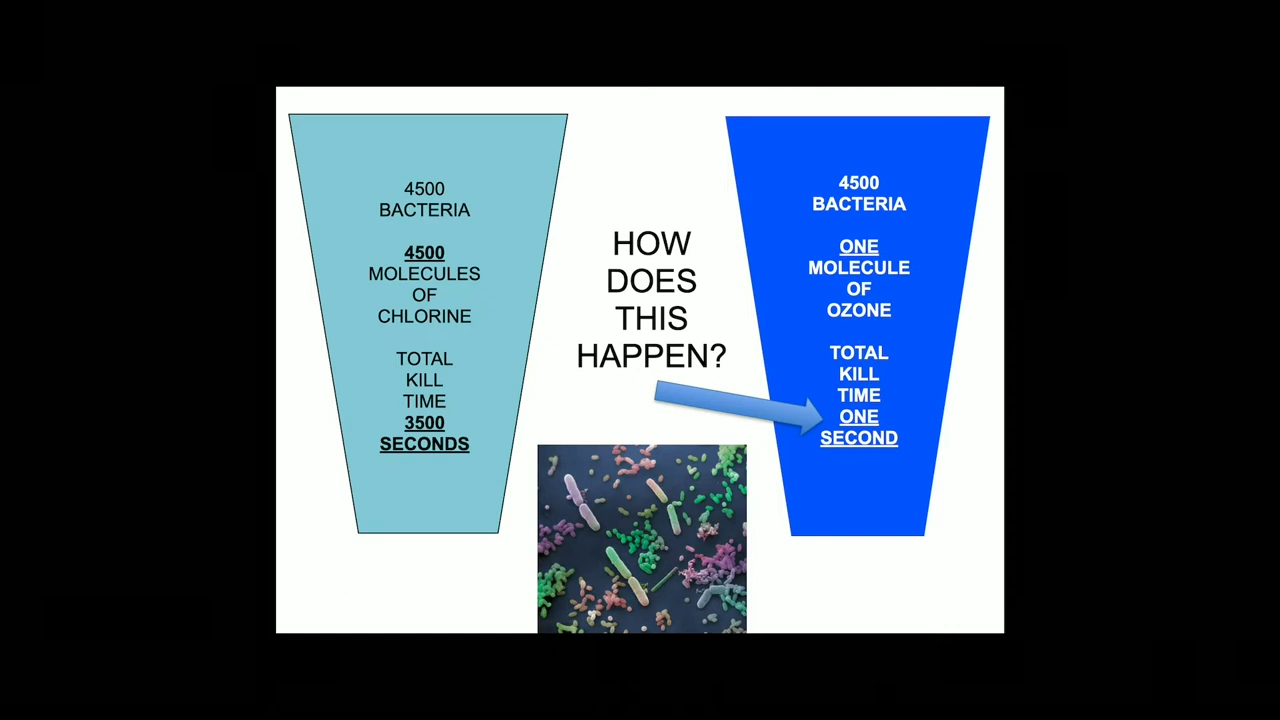 4500
BACTERIA
4500
MOLECULES
OF
CHLORINE
TOTAL
KILL
TIME
3500
SECONDS
HOW
DOES
THIS
HAPPEN?
4500
BACTERIA
ONE
MOLECULE
OF
OZONE
TOTAL
KILL
TIME
ONE
SECOND